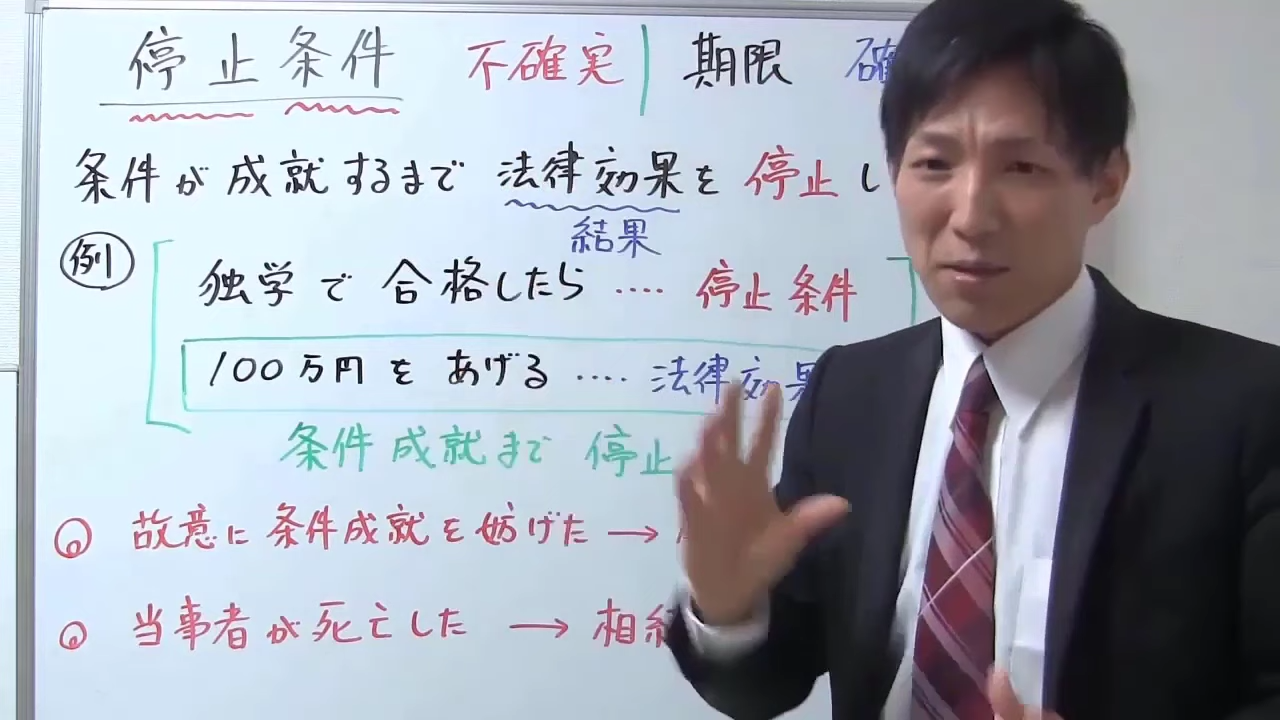 停止条件 不確実 期限 確
条件が成就するまで 法律効果を 停止し
結果
例 独学で合格したら ‥‥ 停止条件
100万円をあげる ‥‥ 法律効果
条件成就まで 停止
故意に条件成就を妨げた →
当事者が死亡した → 相続